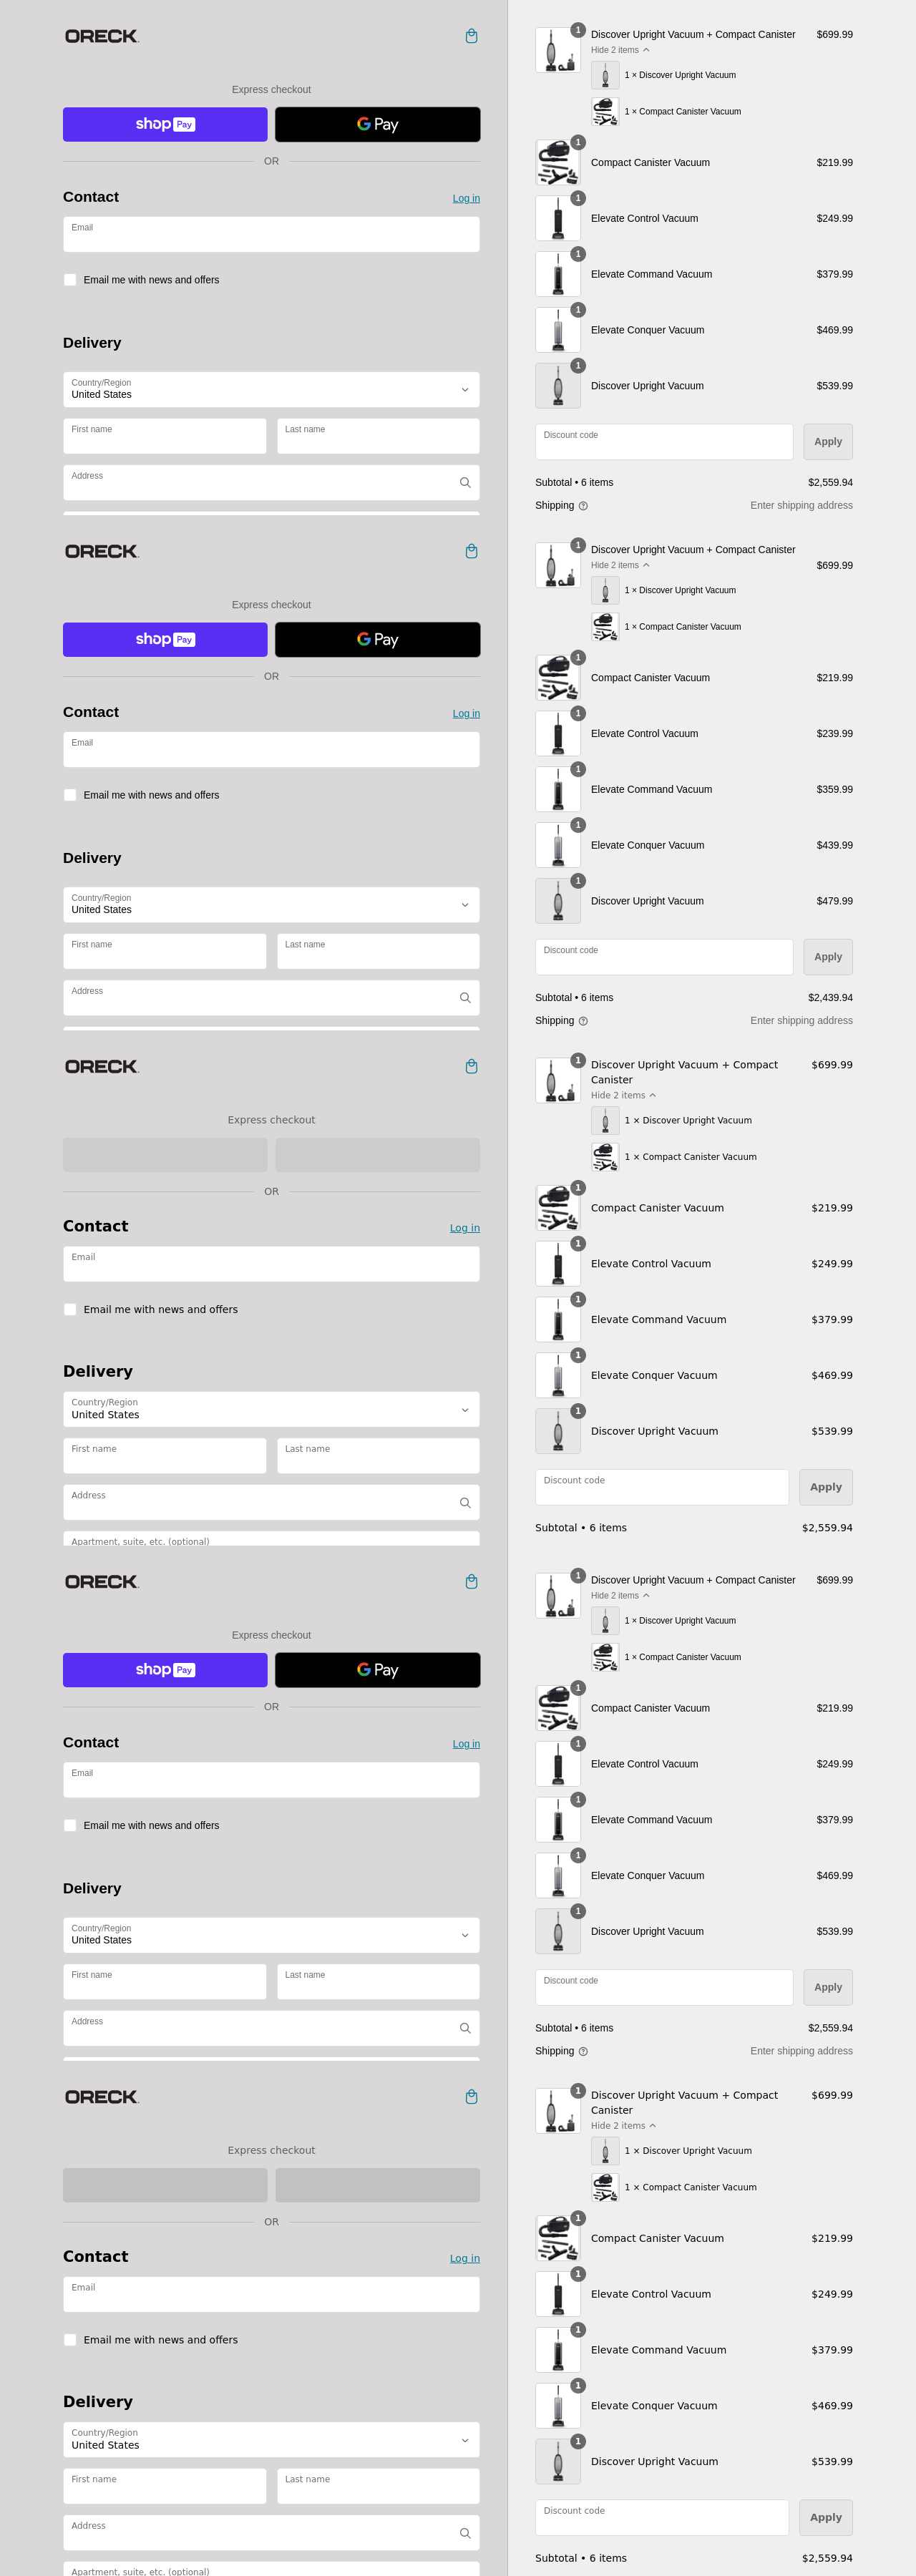 ORECK
Express checkout
shop Pay
G Pay
OR
Contact
Log in
Email
Email me with news and offers
Delivery
Country/Region
United States
First name
Last name
Address
1
Discover Upright Vacuum + Compact Canister
$699.99
Hide 2 items
1 × Discover Upright Vacuum
1 × Compact Canister Vacuum
1
Compact Canister Vacuum
$219.99
1
Elevate Control Vacuum
$249.99
1
Elevate Command Vacuum
$379.99
1
Elevate Conquer Vacuum
$469.99
1
Discover Upright Vacuum
$539.99
Discount code
Apply
Subtotal • 6 items
$2,559.94
Shipping
Enter shipping address
ORECK
Express checkout
shop Pay
G Pay
OR
Contact
Log in
Email
Email me with news and offers
Delivery
Country/Region
United States
First name
Last name
Address
1
Discover Upright Vacuum + Compact Canister
Hide 2 items
$699.99
1 × Discover Upright Vacuum
1 × Compact Canister Vacuum
1
Compact Canister Vacuum
$219.99
1
Elevate Control Vacuum
$239.99
1
Elevate Command Vacuum
$359.99
1
Elevate Conquer Vacuum
$439.99
1
Discover Upright Vacuum
$479.99
Discount code
Apply
Subtotal • 6 items
$2,439.94
Shipping
Enter shipping address
ORECK
Express checkout
OR
Contact
Log in
Email
Email me with news and offers
Delivery
Country/Region
United States
First name
Last name
Address
Apartment, suite, etc. (optional)
1
Discover Upright Vacuum + Compact
Canister
$699.99
Hide 2 items
1 × Discover Upright Vacuum
1 × Compact Canister Vacuum
1
Compact Canister Vacuum
$219.99
1
Elevate Control Vacuum
$249.99
1
Elevate Command Vacuum
$379.99
1
Elevate Conquer Vacuum
$469.99
1
Discover Upright Vacuum
$539.99
Discount code
Apply
Subtotal • 6 items
$2,559.94
ORECK
Express checkout
shop Pay
G Pay
OR
Contact
Log in
Email
Email me with news and offers
Delivery
Country/Region
United States
First name
Last name
Address
1
Discover Upright Vacuum + Compact Canister
$699.99
Hide 2 items
1 × Discover Upright Vacuum
1 × Compact Canister Vacuum
1
Compact Canister Vacuum
$219.99
1
Elevate Control Vacuum
$249.99
1
Elevate Command Vacuum
$379.99
1
Elevate Conquer Vacuum
$469.99
1
Discover Upright Vacuum
$539.99
Discount code
Apply
Subtotal • 6 items
$2,559.94
Shipping
Enter shipping address
ORECK
Express checkout
OR
Contact
Log in
Email
Email me with news and offers
Delivery
Country/Region
United States
First name
Last name
Address
Apartment, suite, etc. (optional)
1
Discover Upright Vacuum + Compact
Canister
$699.99
Hide 2 items
1 × Discover Upright Vacuum
1 × Compact Canister Vacuum
1
Compact Canister Vacuum
$219.99
1
Elevate Control Vacuum
$249.99
1
Elevate Command Vacuum
$379.99
1
Elevate Conquer Vacuum
$469.99
1
Discover Upright Vacuum
$539.99
Discount code
Apply
Subtotal • 6 items
$2,559.94